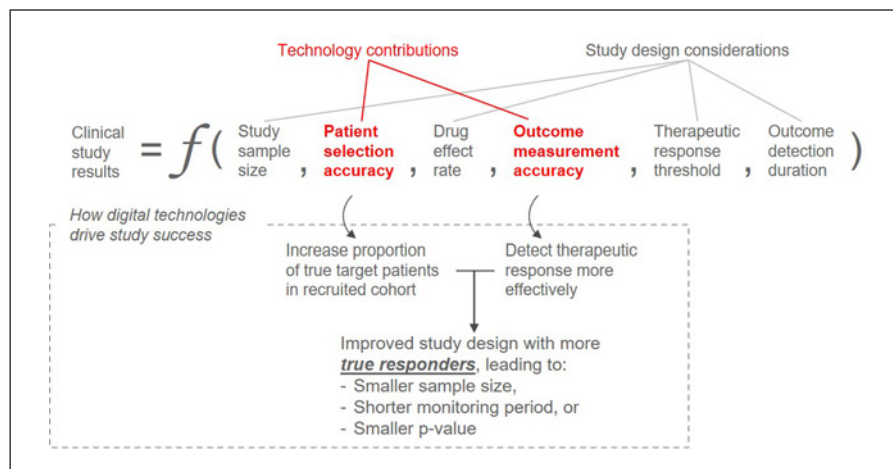 Technology contributions
Study design considerations
Clinical
study
results
= f (
Study
sample
size
,
Patient
selection
accuracy
,
Drug
effect
rate
,
Outcome
measurement
accuracy
,
Therapeutic
response
threshold
,
Outcome
detection
duration
)
How digital technologies
drive study success
Increase proportion
of true target patients
in recruited cohort
Detect therapeutic
response more
effectively
Improved study design with more
true responders, leading to:
- Smaller sample size,
- Shorter monitoring period, or
- Smaller p-value